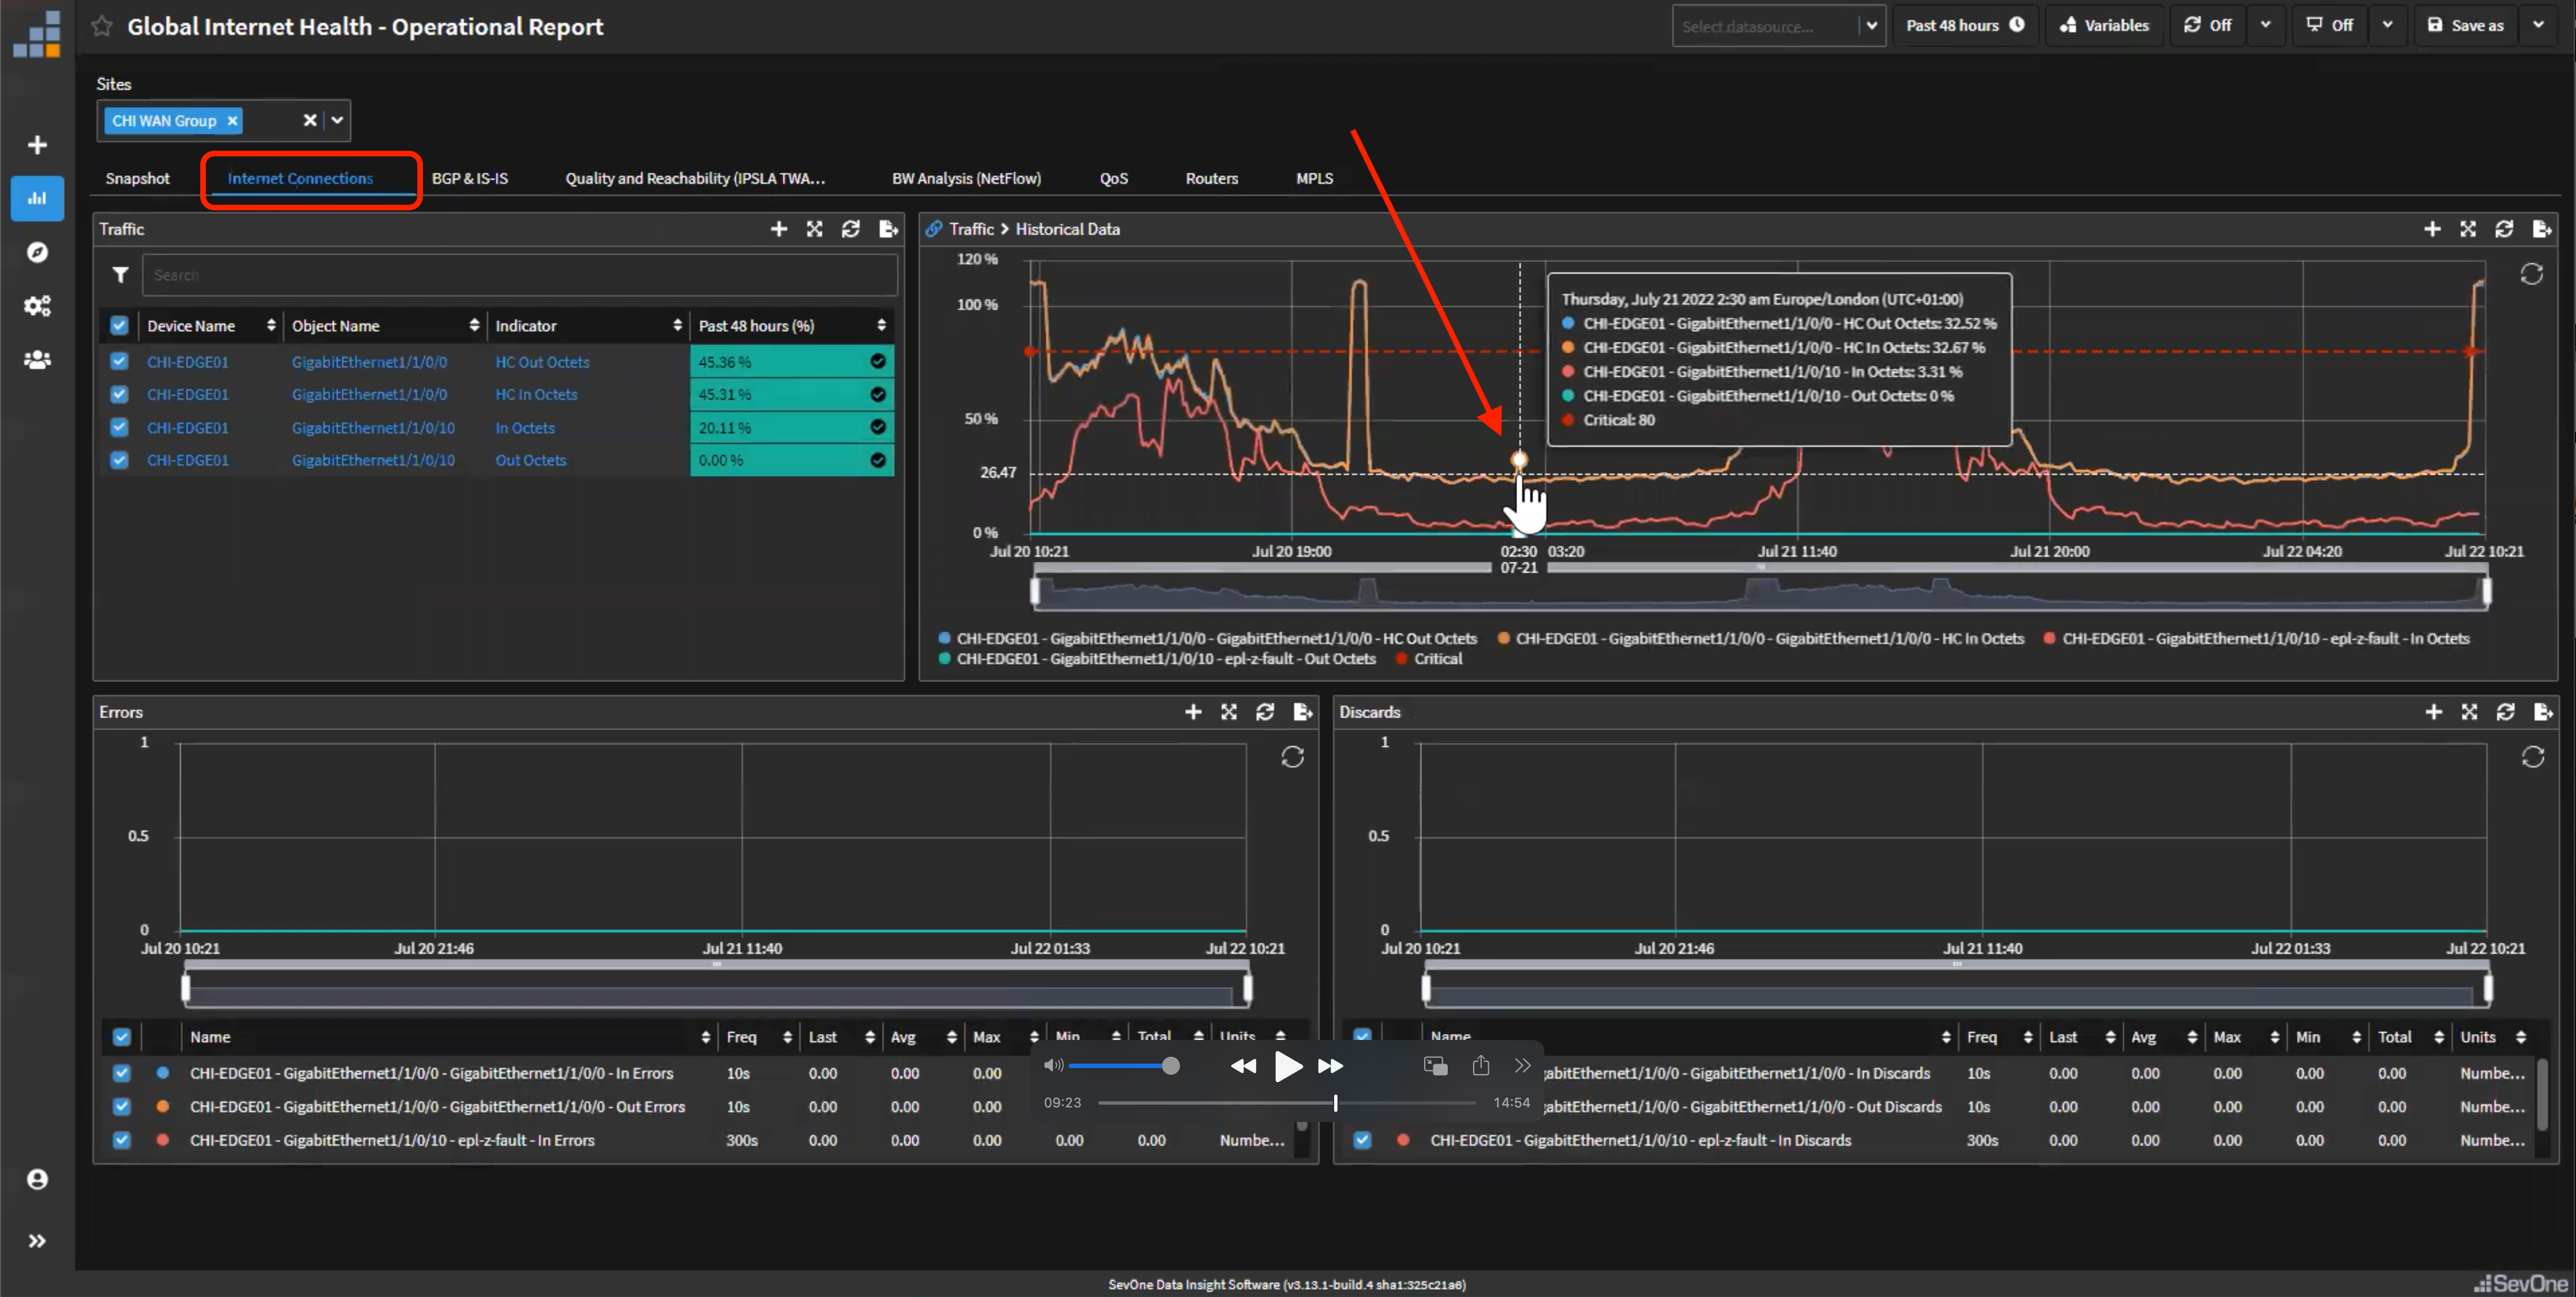 Global Internet Health - Operational Report
Select datasource...
Past 48 hours
Variables
Off
Off
Save as
Sites
CHI WAN Group
Snapshot
Internet Connections
BGP & IS-IS
Quality and Reachability (IPSLA TWA...
BW Analysis (NetFlow)
QoS
Routers
MPLS
Traffic
Search
Device Name Object Name Indicator Past 48 hours (%)
CHI-EDGE01 GigabitEthernet1/1/0/0 HC Out Octets 45.36 %
CHI-EDGE01 GigabitEthernet1/1/0/0 HC In Octets 45.31 %
CHI-EDGE01 GigabitEthernet1/1/0/10 In Octets 20.11 %
CHI-EDGE01 GigabitEthernet1/1/0/10 Out Octets 0.00 %
Traffic > Historical Data
120 %
100 %
50 %
26.47
0 %
Thursday, July 21 2022 2:30 am Europe/London (UTC+01:00)
CHI-EDGE01 - GigabitEthernet1/1/0/0 - HC Out Octets: 32.52 %
CHI-EDGE01 - GigabitEthernet1/1/0/0 - HC In Octets: 32.67 %
CHI-EDGE01 - GigabitEthernet1/1/0/10 - In Octets: 3.31 %
CHI-EDGE01 - GigabitEthernet1/1/0/10 - Out Octets: 0 %
Critical: 80
Jul 20 10:21 Jul 20 19:00 02:30 03:20 Jul 21 11:40 Jul 21 20:00 Jul 22 04:20 Jul 22 10:21
07-21
CHI-EDGE01 - GigabitEthernet1/1/0/0 - GigabitEthernet1/1/0/0 - HC Out Octets CHI-EDGE01 - GigabitEthernet1/1/0/0 - GigabitEthernet1/1/0/0 - HC In Octets CHI-EDGE01 - GigabitEthernet1/1/0/10 - epl-z-fault - In Octets
CHI-EDGE01 - GigabitEthernet1/1/0/10 - epl-z-fault - Out Octets Critical
Errors
1
0.5
0
Jul 20 10:21 Jul 20 21:46 Jul 21 11:40 Jul 22 01:33 Jul 22 10:21
Name Freq Last Avg Max Min Total Units
CHI-EDGE01 - GigabitEthernet1/1/0/0 - GigabitEthernet1/1/0/0 - In Errors 10s 0.00 0.00 0.00
CHI-EDGE01 - GigabitEthernet1/1/0/0 - GigabitEthernet1/1/0/0 - Out Errors 10s 0.00 0.00 0.00
CHI-EDGE01 - GigabitEthernet1/1/0/10 - epl-z-fault - In Errors 300s 0.00 0.00 0.00 0.00 0.00 Numbe...
09:23 14:54
Discards
1
0.5
0
Jul 20 10:21 Jul 20 21:46 Jul 21 11:40 Jul 22 01:33 Jul 22 10:21
Name Freq Last Avg Max Min Total Units
gabitEthernet1/1/0/0 - GigabitEthernet1/1/0/0 - In Discards 10s 0.00 0.00 0.00 0.00 0.00 Numbe...
gabitEthernet1/1/0/0 - GigabitEthernet1/1/0/0 - Out Discards 10s 0.00 0.00 0.00 0.00 0.00 Numbe...
CHI-EDGE01 - GigabitEthernet1/1/0/10 - epl-z-fault - In Discards 300s 0.00 0.00 0.00 0.00 0.00 Numbe...
SevOne Data Insight Software (v3.13.1-build.4 sha1:325c21a6)
SevOne